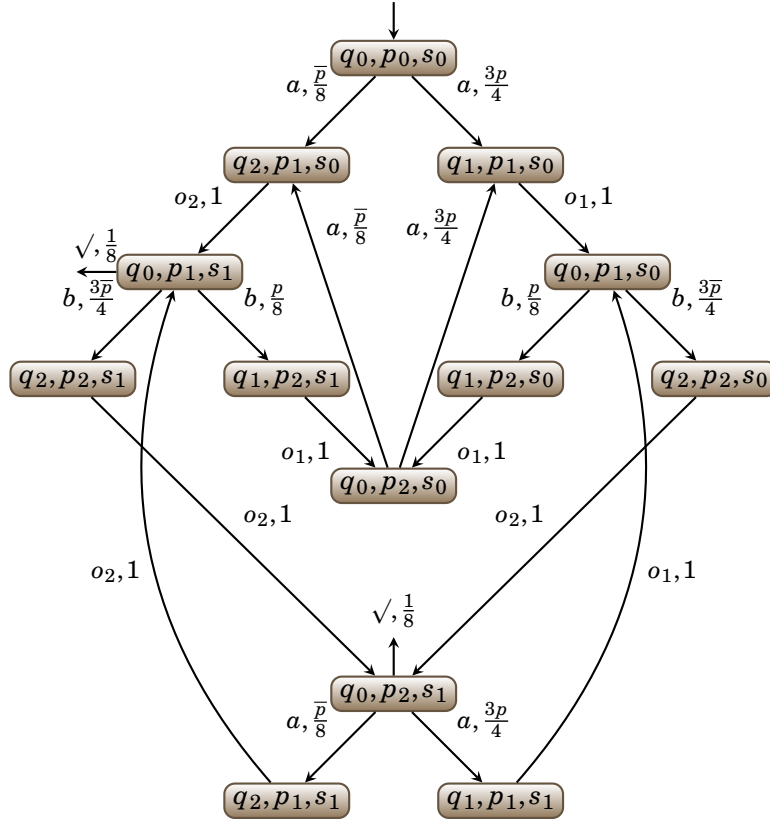 q₀, p₀, s₀
a, p̅/8 a, 3p/4
q₂, p₁, s₀ q₁, p₁, s₀
o₂, 1 o₁, 1
a, p̅/8 a, 3p/4
√, 1/8
q₀, p₁, s₁ q₀, p₁, s₀
b, 3p̅/4 b, p/8 b, p/8 b, 3p̅/4
q₂, p₂, s₁ q₁, p₂, s₁ q₁, p₂, s₀ q₂, p₂, s₀
o₁, 1 o₁, 1
q₀, p₂, s₀
o₂, 1 o₂, 1
o₂, 1 o₁, 1
√, 1/8
q₀, p₂, s₁
a, p̅/8 a, 3p/4
q₂, p₁, s₁ q₁, p₁, s₁